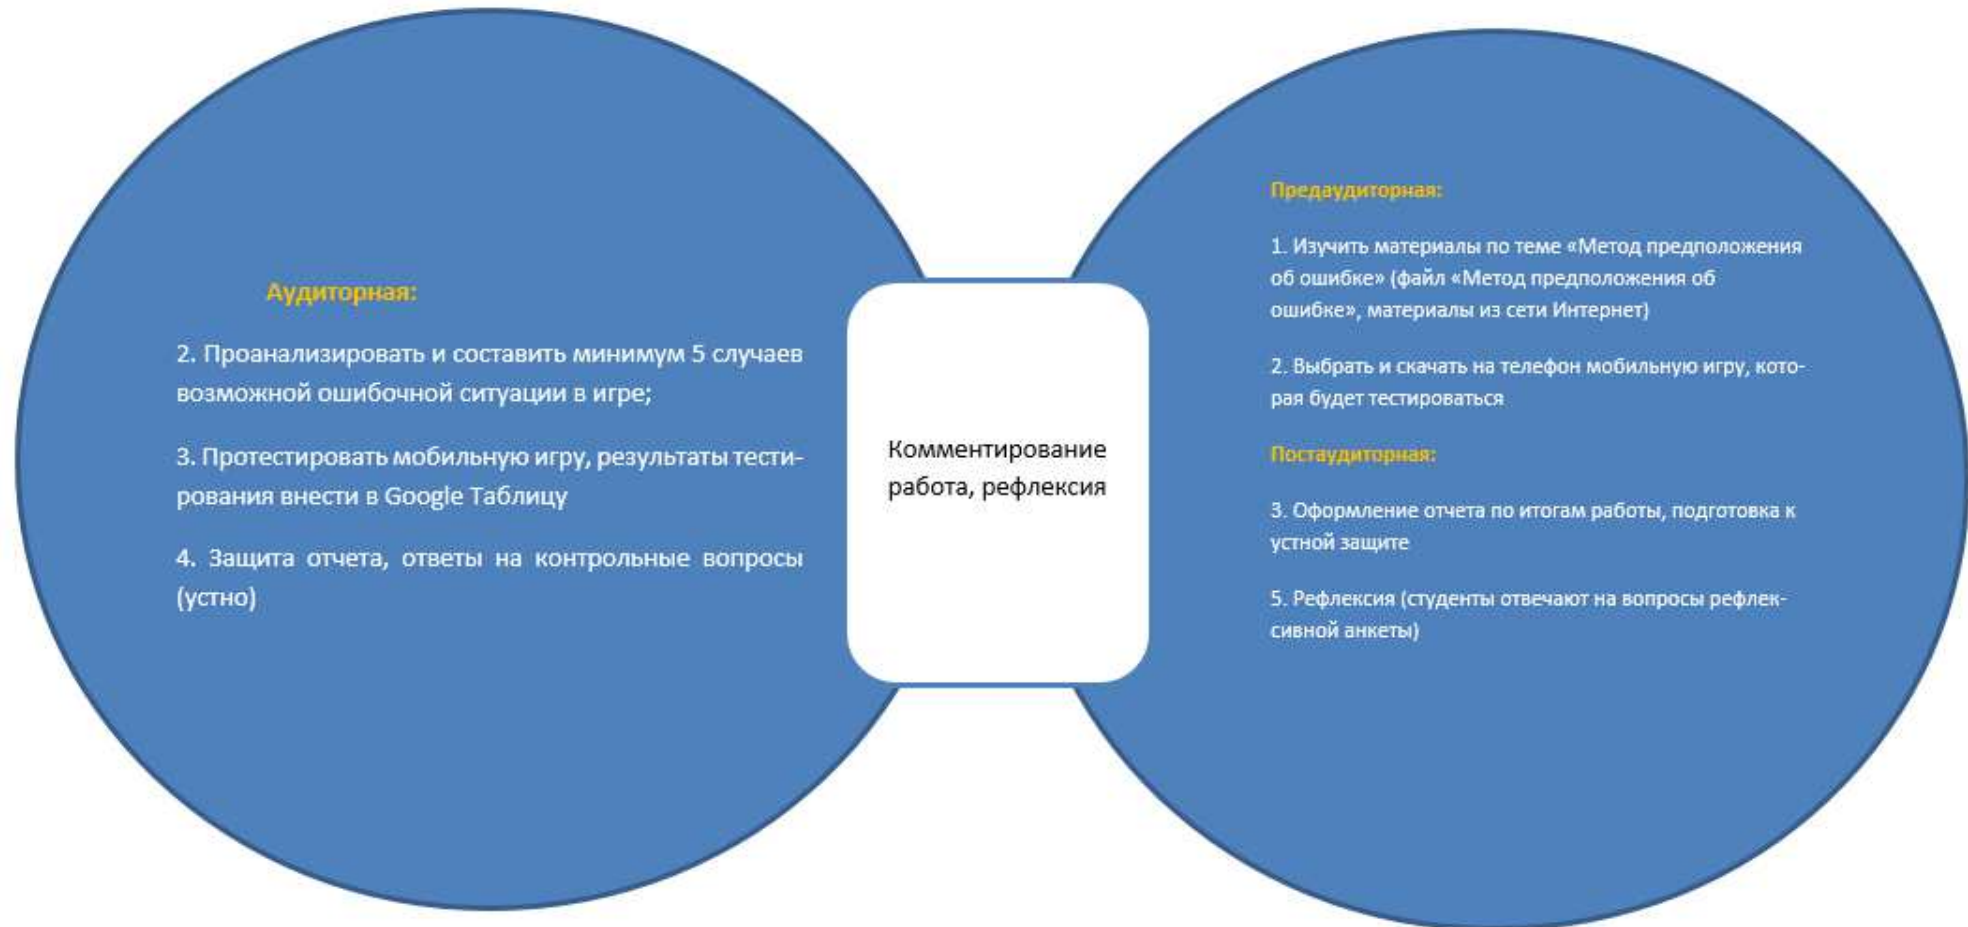 Аудиторная:
2. Проанализировать и составить минимум 5 случаев
возможной ошибочной ситуации в игре;
3. Протестировать мобильную игру, результаты тести-
рования внести в Google Таблицу
4. Защита отчета, ответы на контрольные вопросы
(устно)
Комментирование
работа, рефлексия
Предаудиторная:
1. Изучить материалы по теме «Метод предположения
об ошибке» (файл «Метод предположения об
ошибке», материалы из сети Интернет)
2. Выбрать и скачать на телефон мобильную игру, кото-
рая будет тестироваться
Постаудиторная:
3. Оформление отчета по итогам работы, подготовка к
устной защите
5. Рефлексия (студенты отвечают на вопросы рефлек-
сивной анкеты)